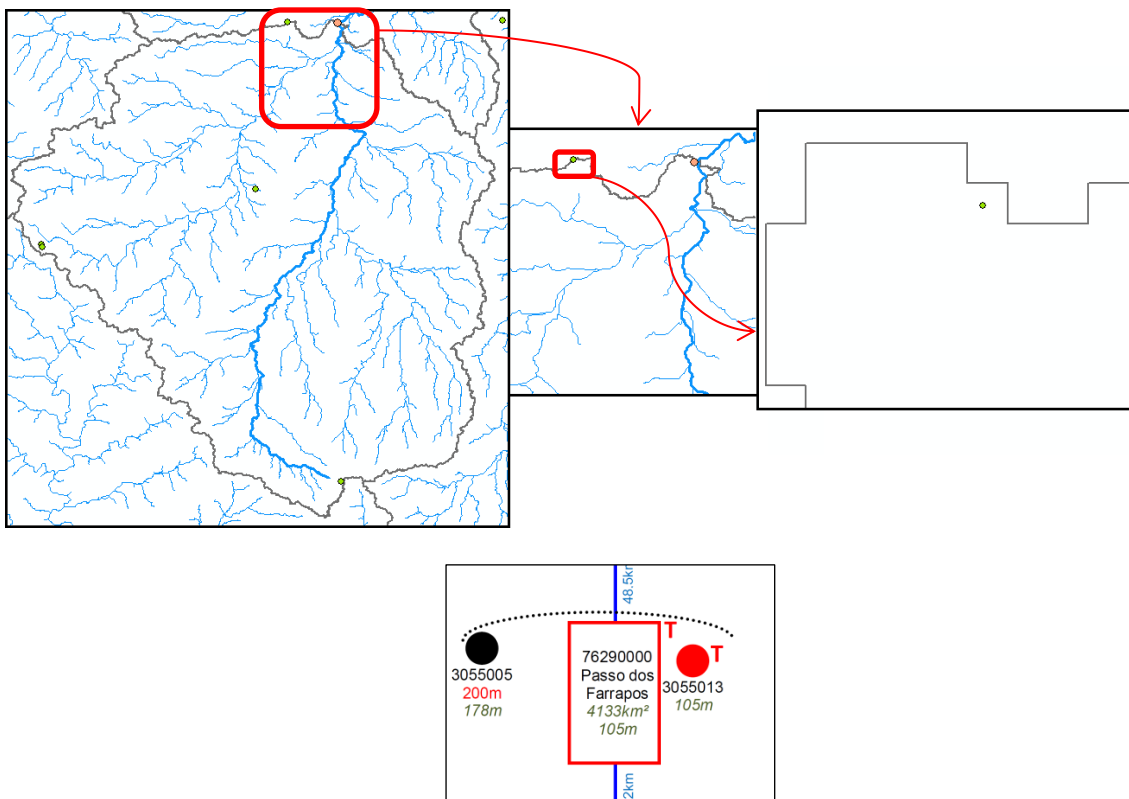 48.5km
T
T
3055005
200m
178m
76290000
Passo dos
Farrapos
4133km²
105m
3055013
105m
2km